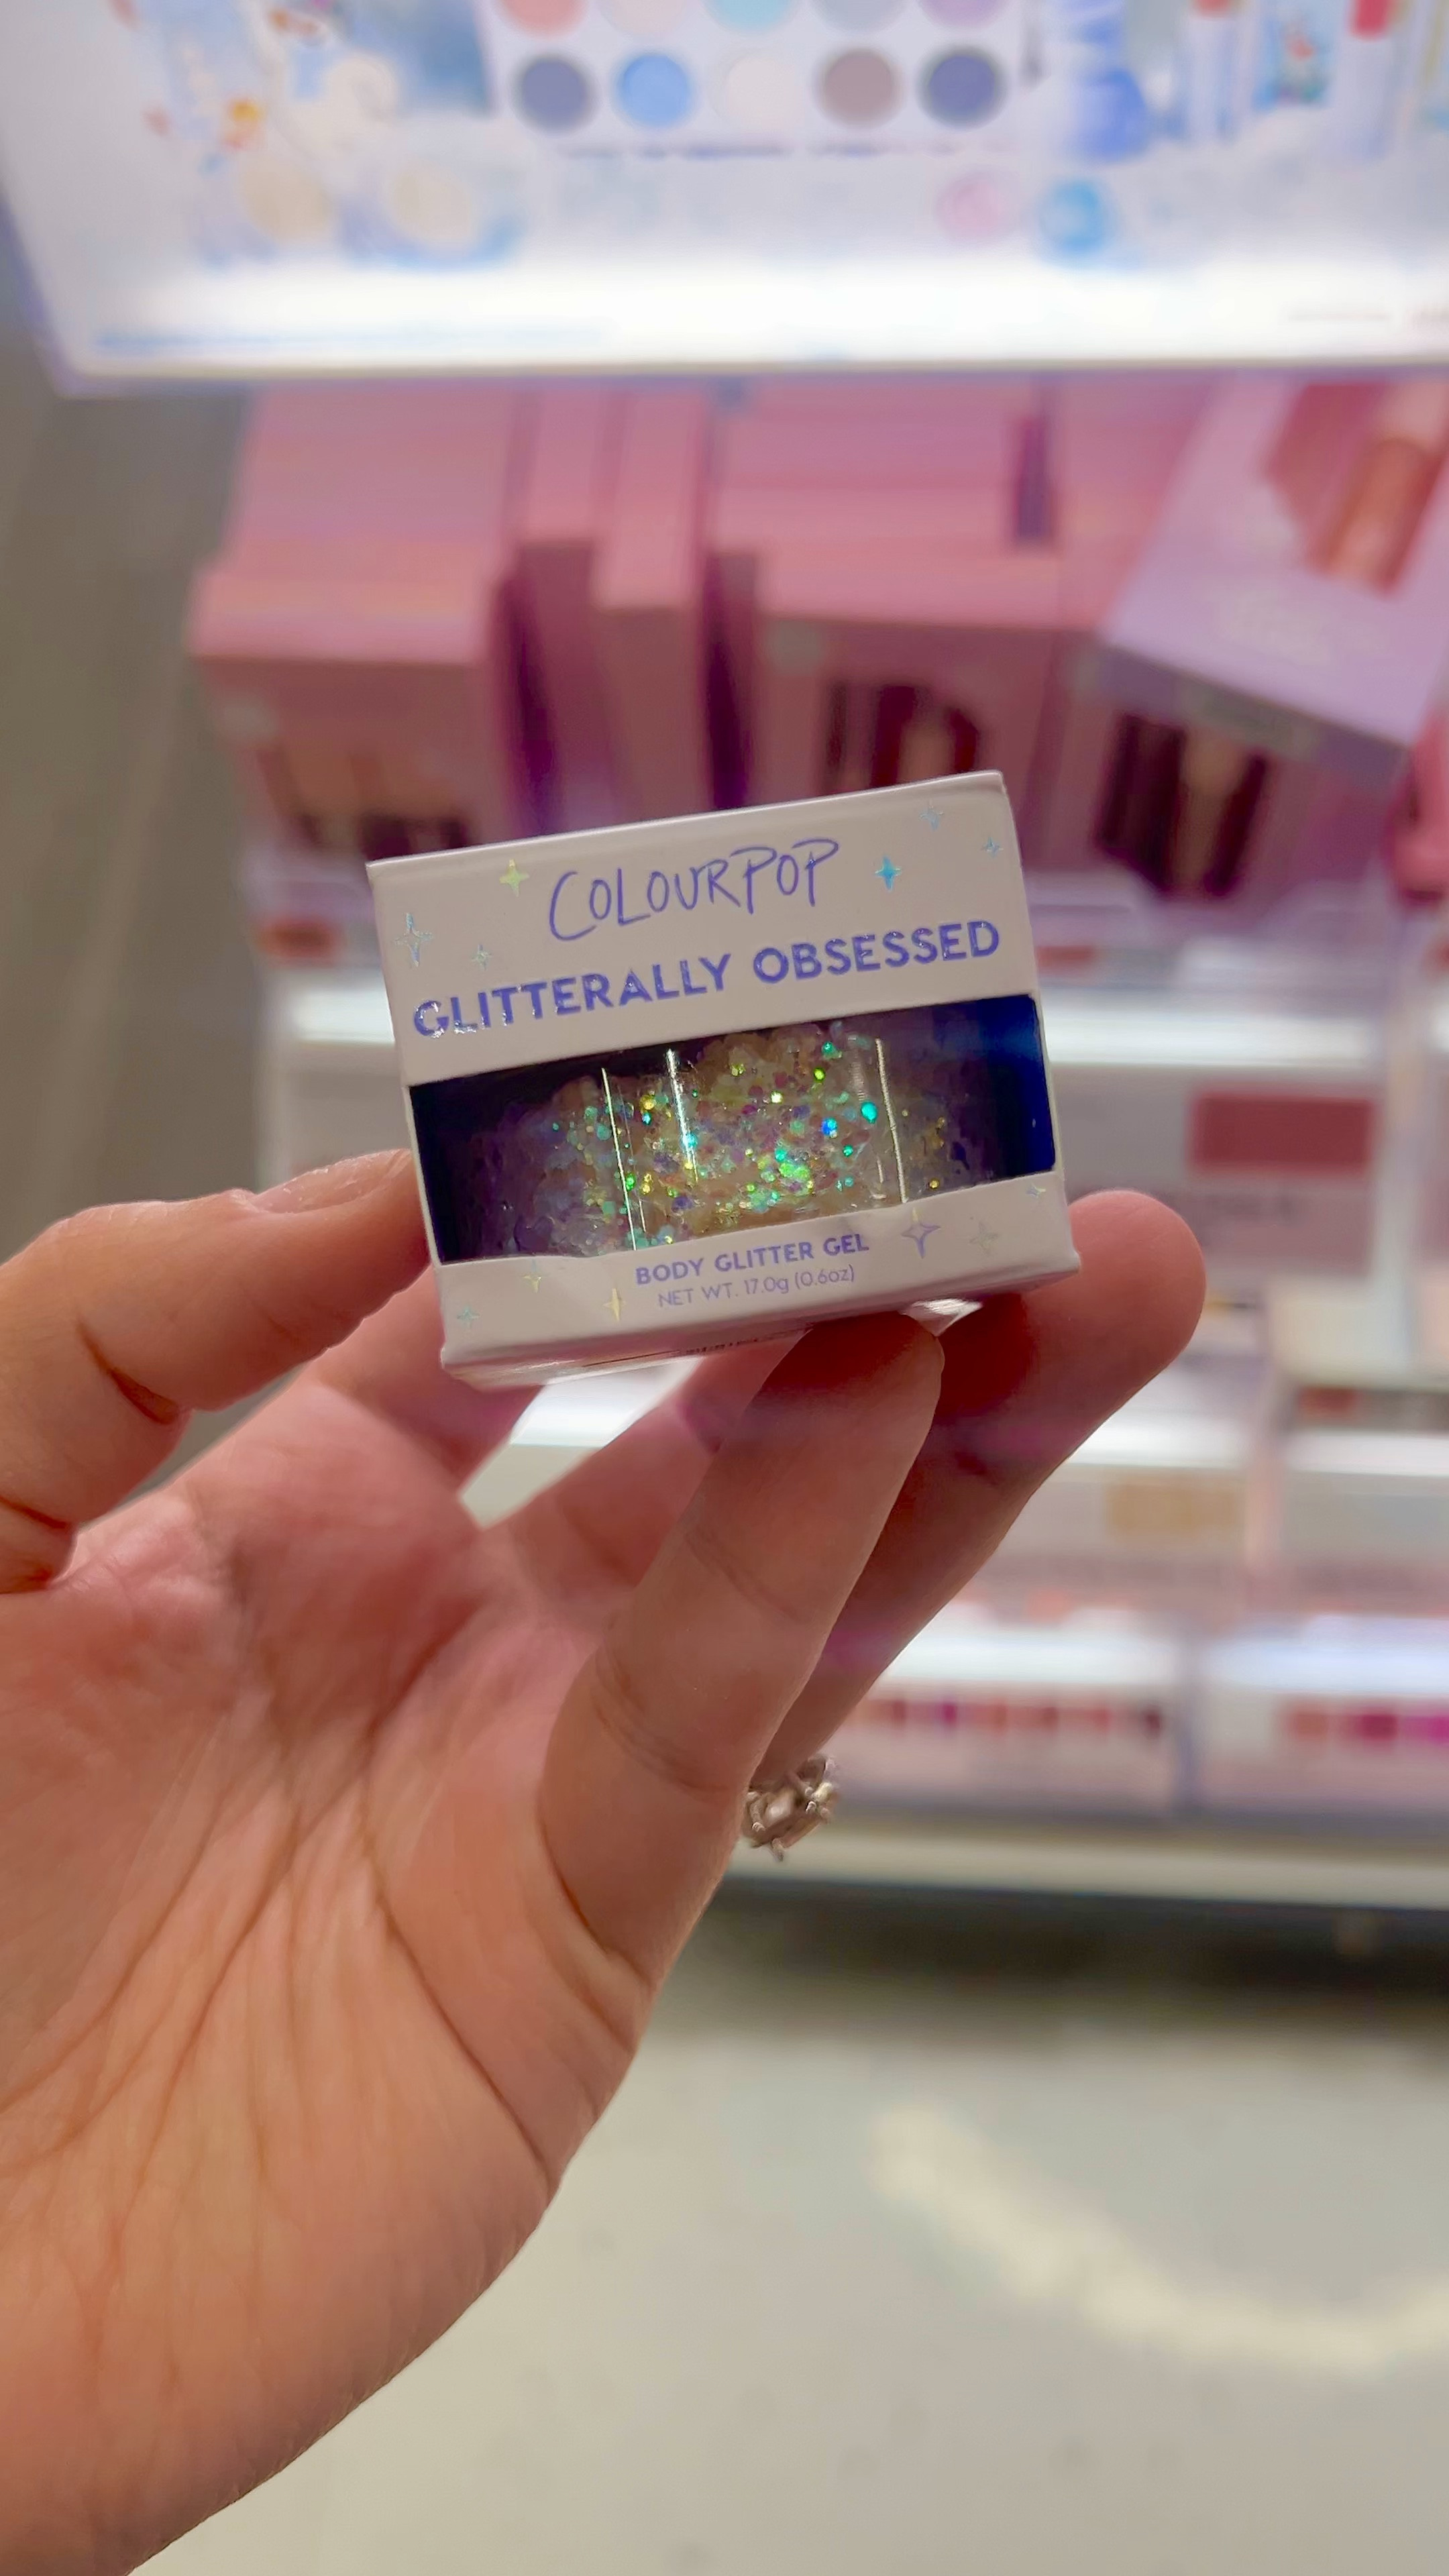 COLOURPOP
GLITTERALLY OBSESSED
BODY GLITTER GEL
NET WT. 17.0g (0.6oz)